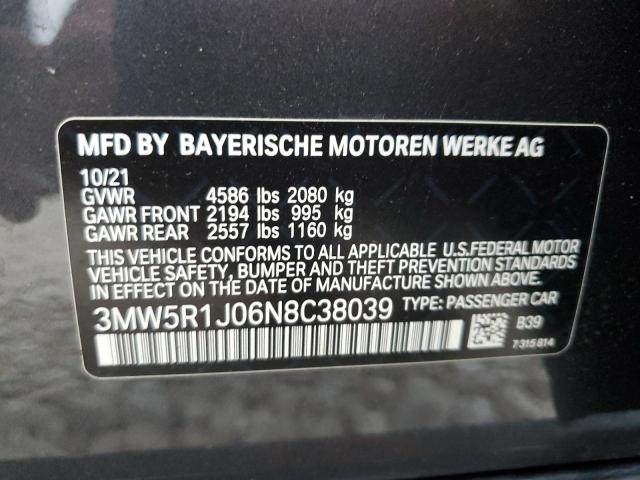 MFD BY BAYERISCHE MOTOREN WERKE AG
10/21
GVWR 4586 lbs 2080 kg
GAWR FRONT 2194 lbs 995 kg
GAWR REAR 2557 lbs 1160 kg
THIS VEHICLE CONFORMS TO ALL APPLICABLE U.S.FEDERAL MOTOR
VEHICLE SAFETY, BUMPER AND THEFT PREVENTION STANDARDS
IN EFFECT ON THE DATE OF MANUFACTURE SHOWN ABOVE.
3MW5R1J06N8C38039 TYPE: PASSENGER CAR
B39
7315814